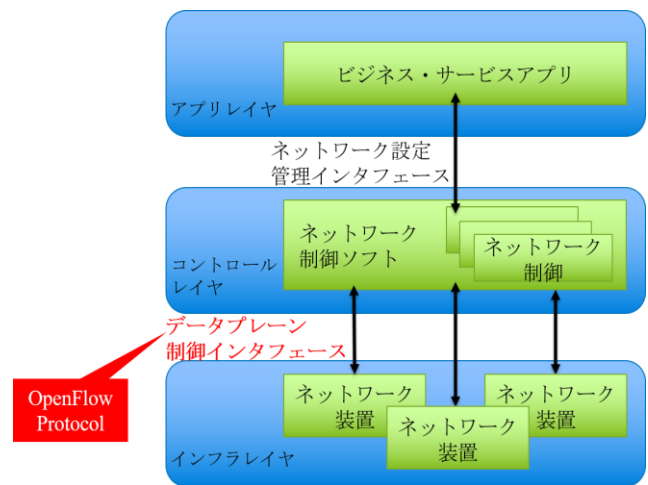 ビジネス・サービスアプリ
アプリレイヤ
ネットワーク設定
管理インタフェース
ネットワーク
制御ソフト
ネットワーク
制御
コントロール
レイヤ
データプレーン
制御インタフェース
OpenFlow
Protocol
ネットワーク
装置
ネットワーク
装置
ネットワーク
装置
インフラレイヤ